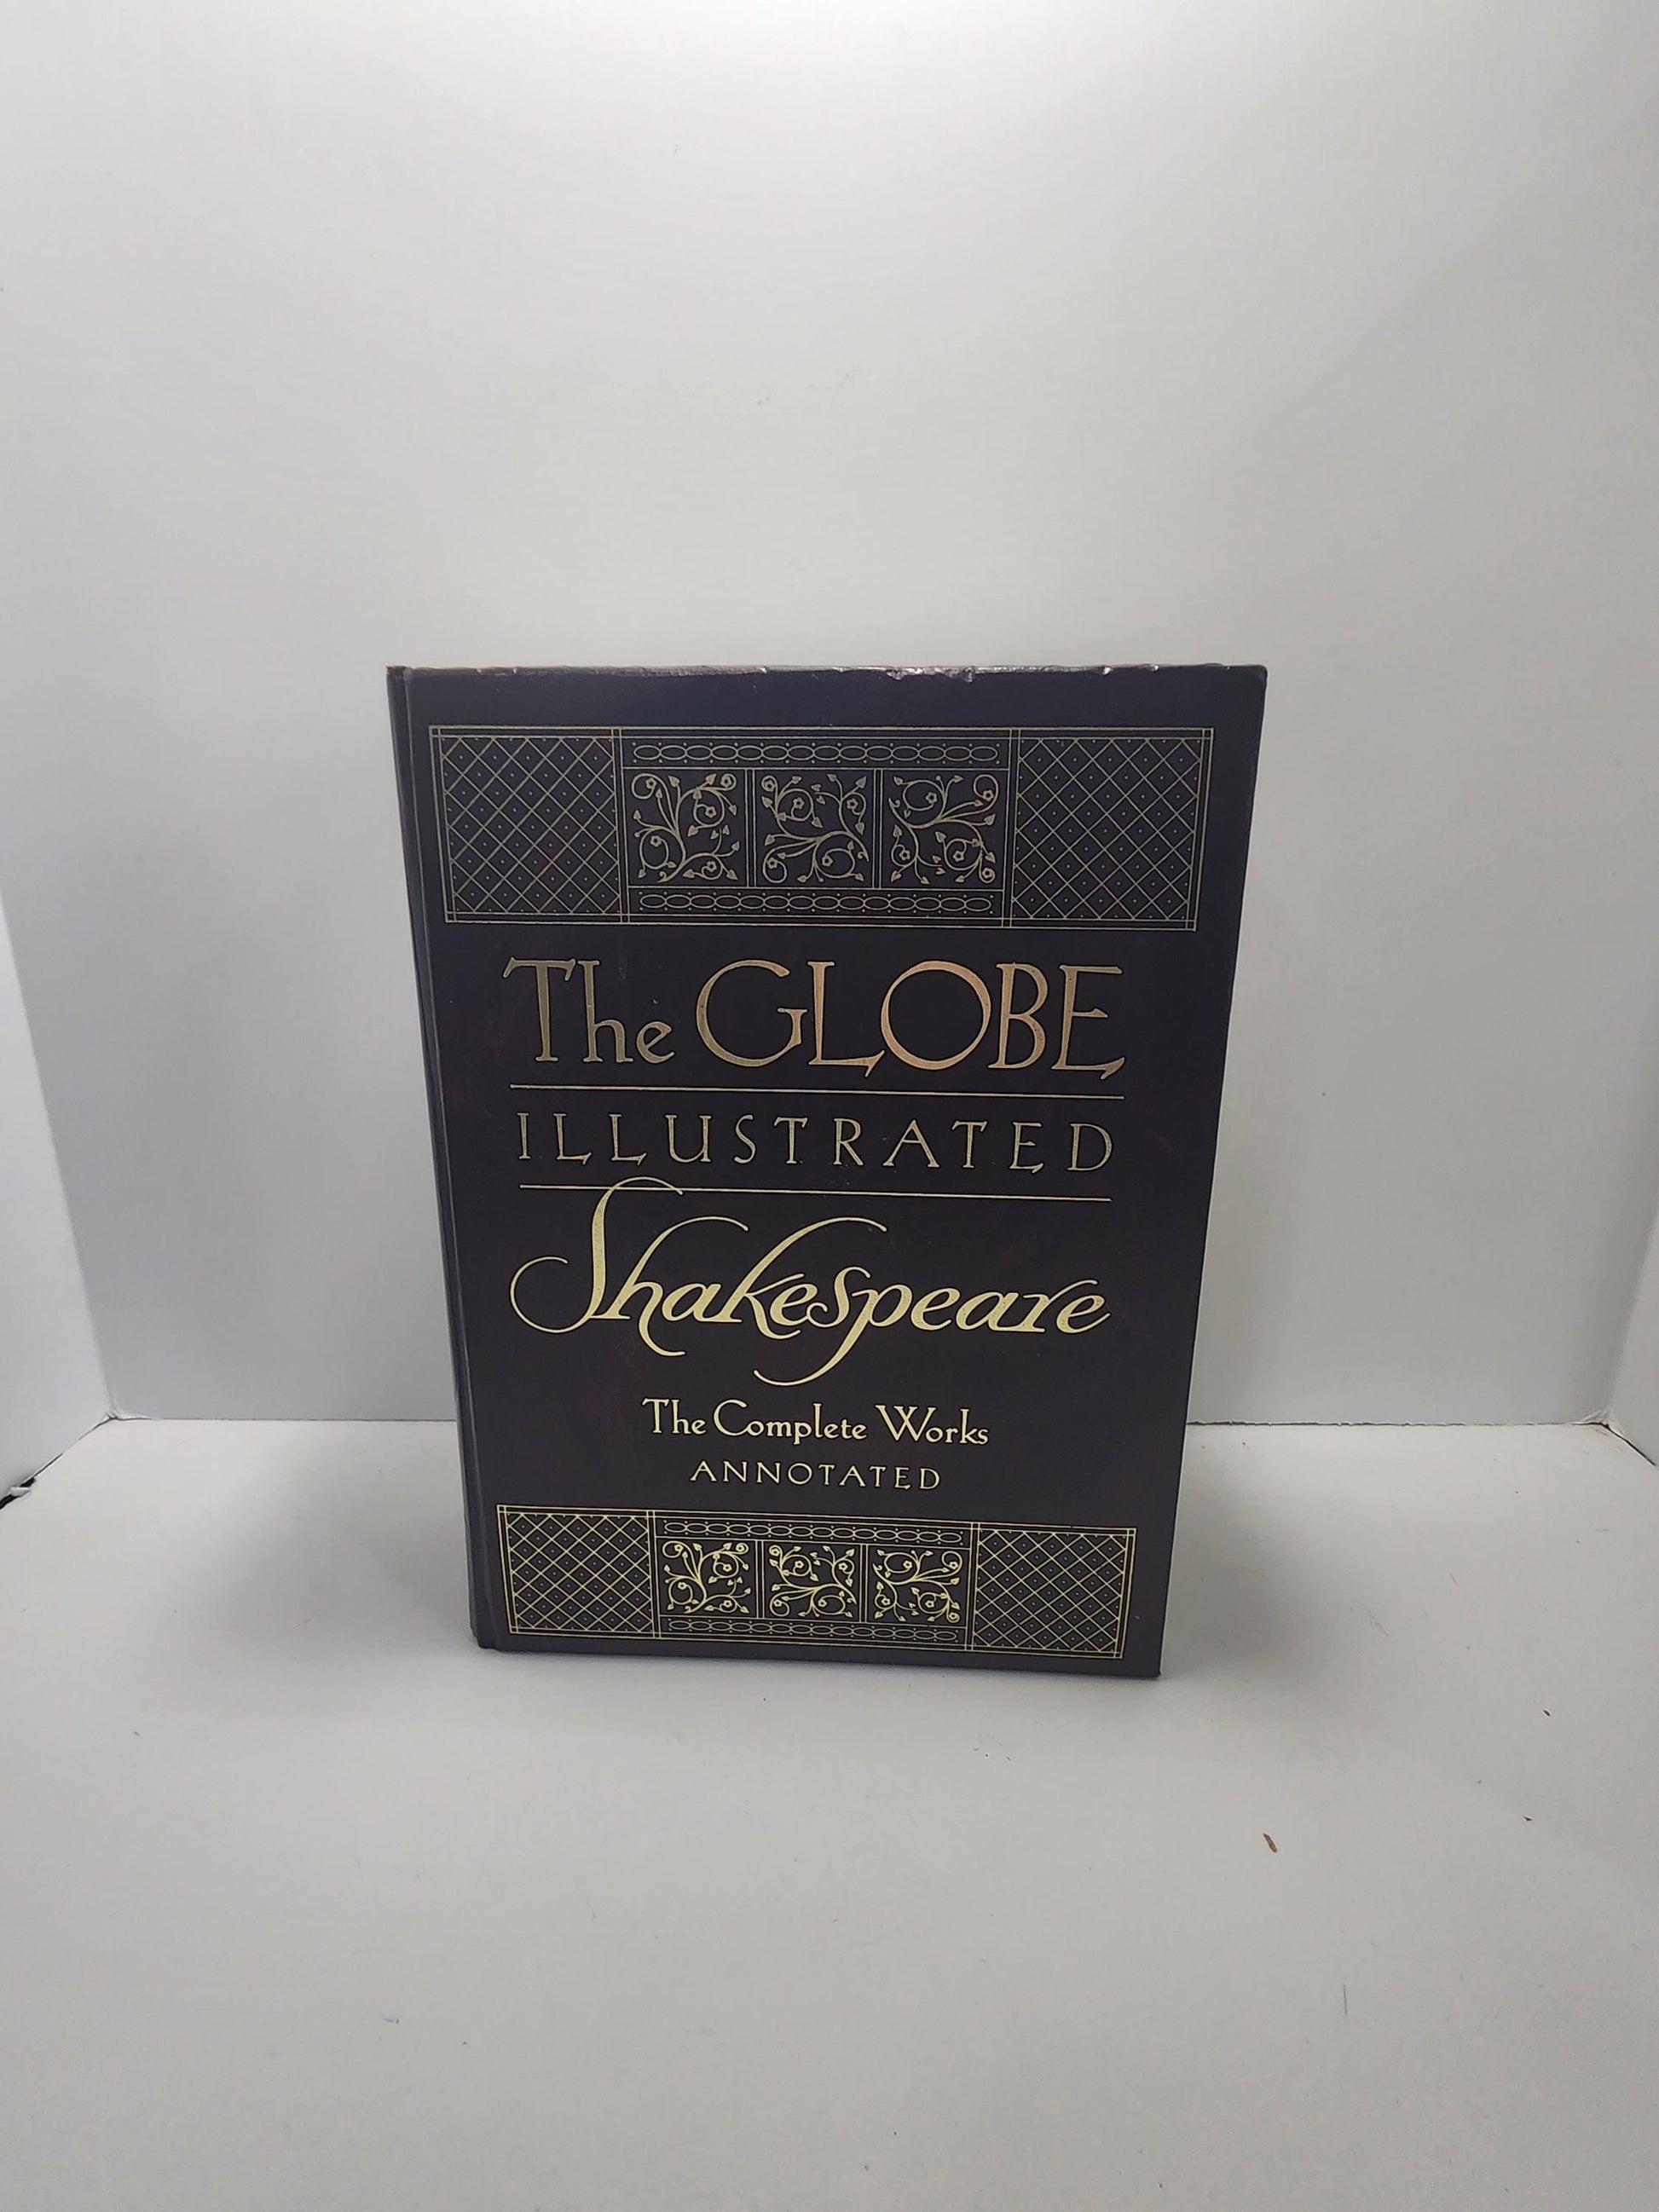 The GLOBE
ILLUSTRATED
Shakespeare
The Complete Works
ANNOTATED